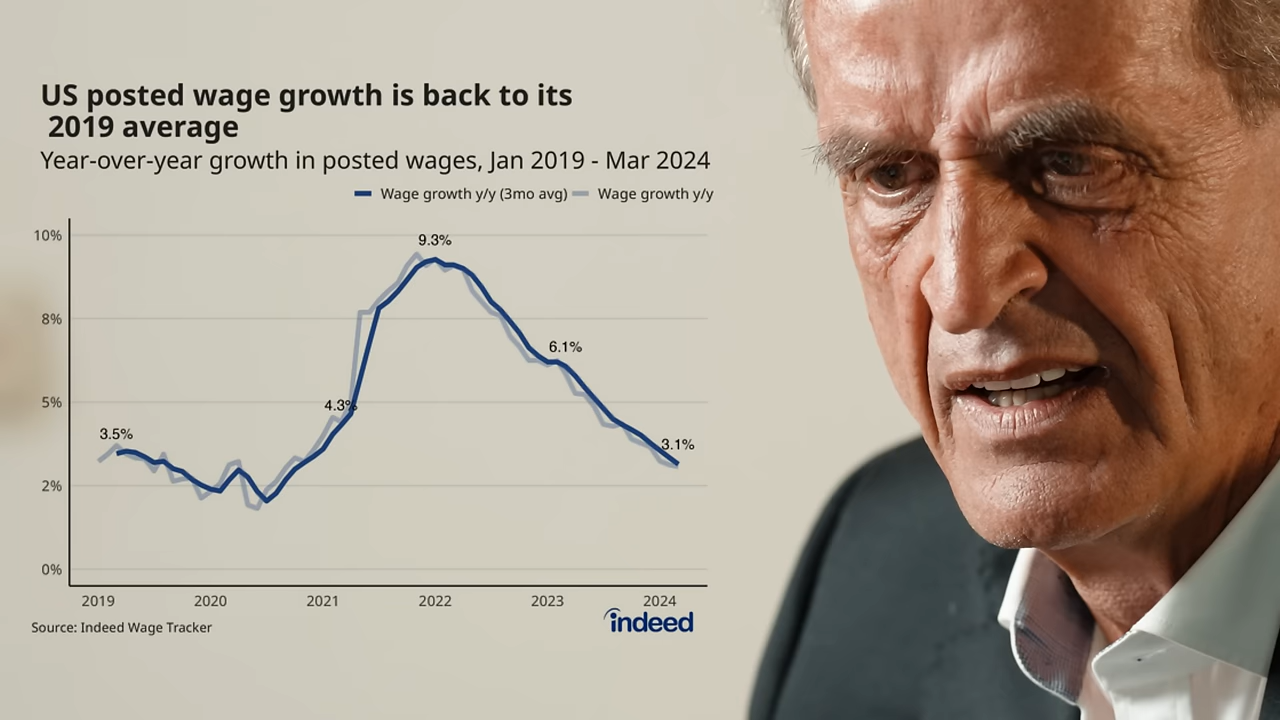 US posted wage growth is back to its
2019 average
Year-over-year growth in posted wages, Jan 2019 - Mar 2024
Wage growth y/y (3mo avg) Wage growth y/y
10%
9.3%
8%
6.1%
5%
4.3%
3.5%
3.1%
2%
0%
2019 2020 2021 2022 2023 2024
Source: Indeed Wage Tracker
indeed